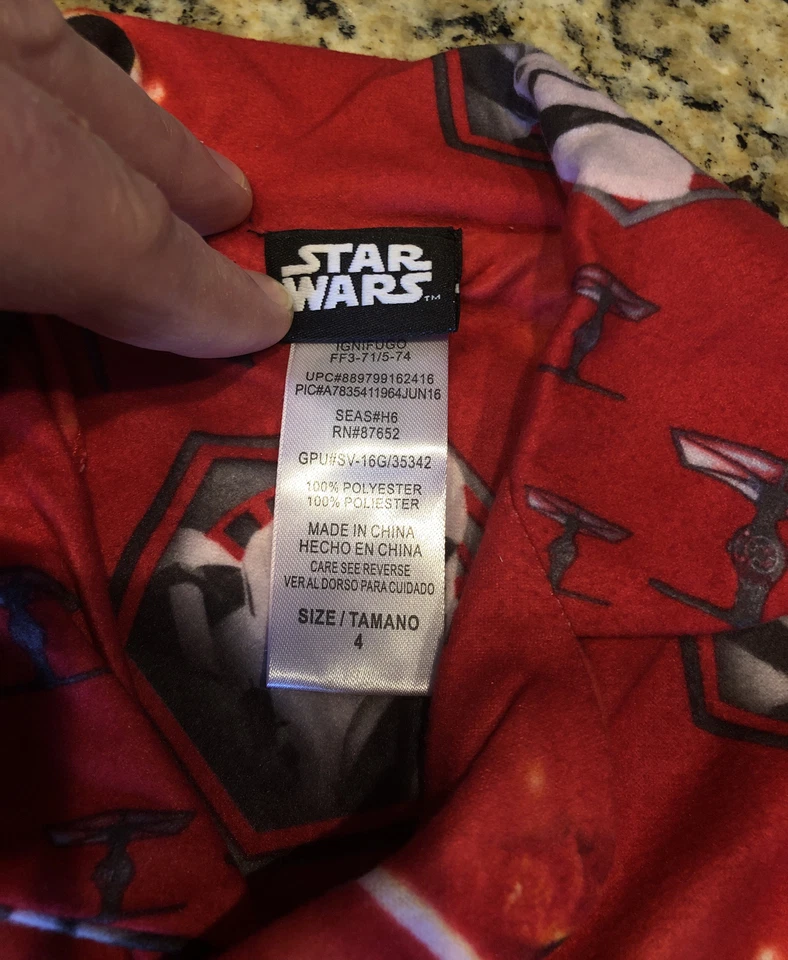 STAR
WARS™
IGNIFUGO
FF3-71/5-74
UPC#889799162416
PIC#A7835411964JUN16
SEAS#H6
RN#87652
GPU#SV-16G/35342
100% POLYESTER
100% POLIESTER
MADE IN CHINA
HECHO EN CHINA
CARE SEE REVERSE
VER AL DORSO PARA CUIDADO
SIZE / TAMANO
4